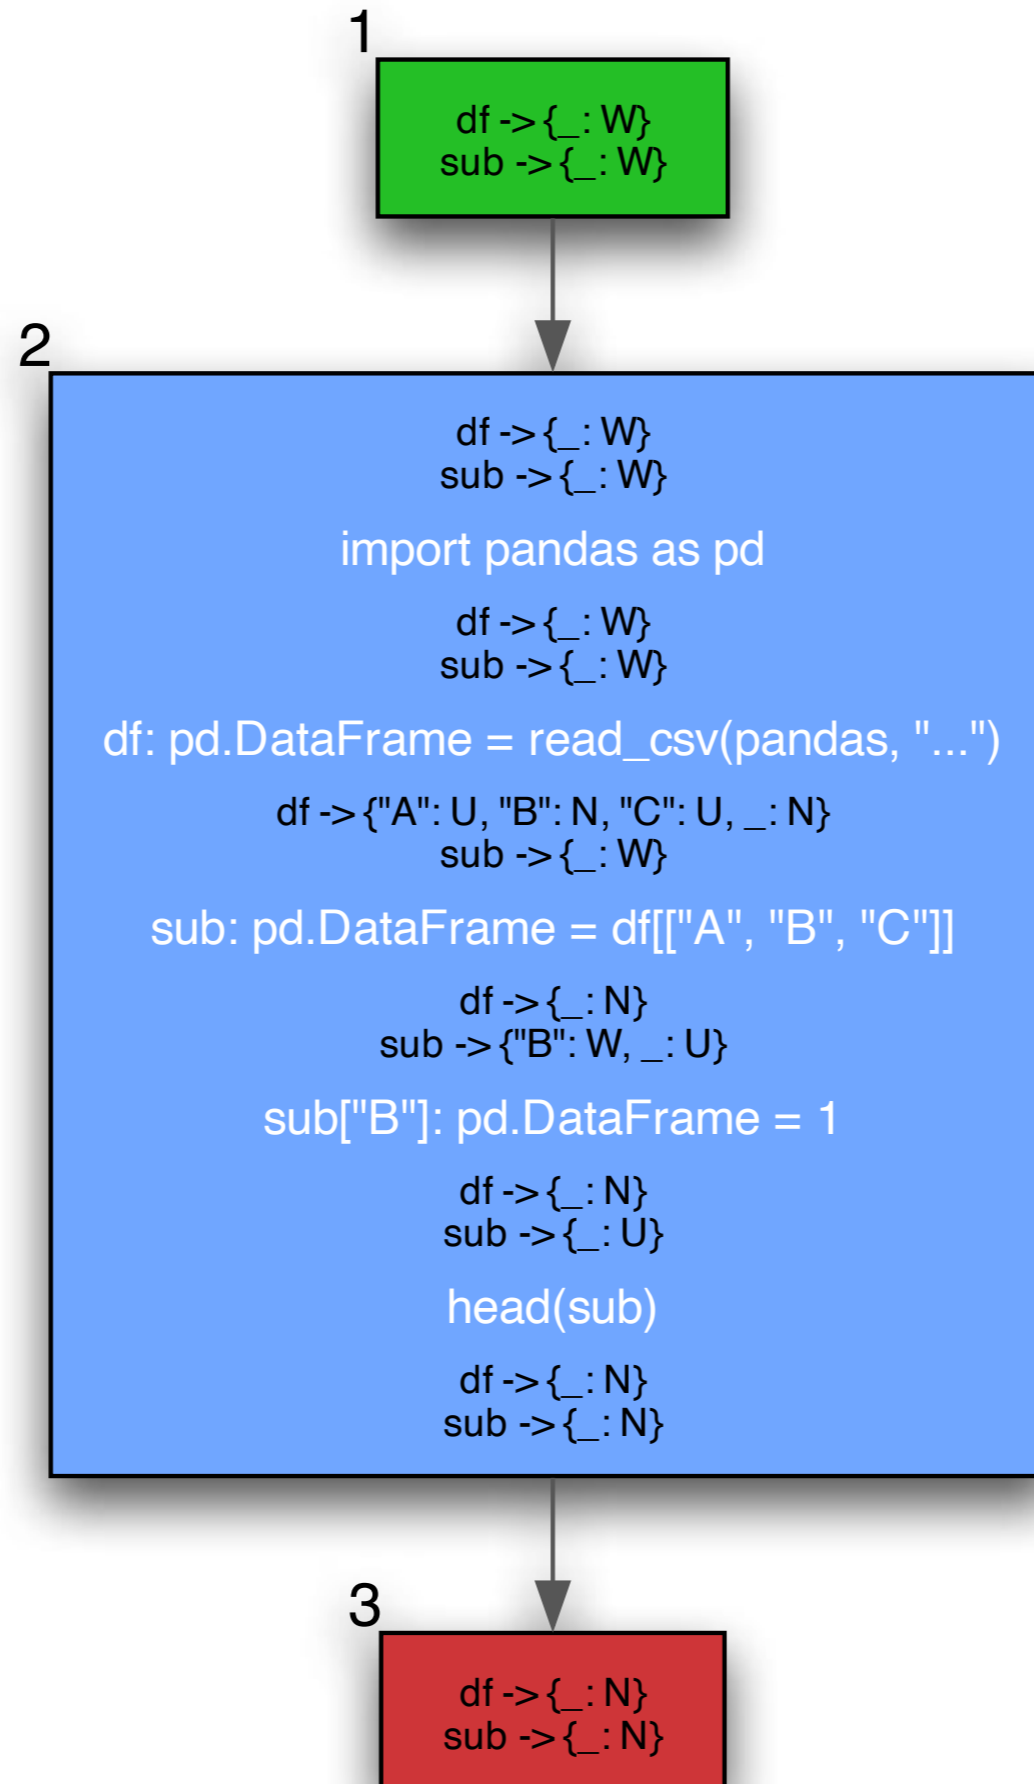 1
df -> {_: W}
sub -> {_: W}
2
df -> {_: W}
sub -> {_: W}
import pandas as pd
df -> {_: W}
sub -> {_: W}
df: pd.DataFrame = read_csv(pandas, "...")
df -> {"A": U, "B": N, "C": U, _: N}
sub -> {_: W}
sub: pd.DataFrame = df[["A", "B", "C"]]
df -> {_: N}
sub -> {"B": W, _: U}
sub["B"]: pd.DataFrame = 1
df -> {_: N}
sub -> {_: U}
head(sub)
df -> {_: N}
sub -> {_: N}
3
df -> {_: N}
sub -> {_: N}